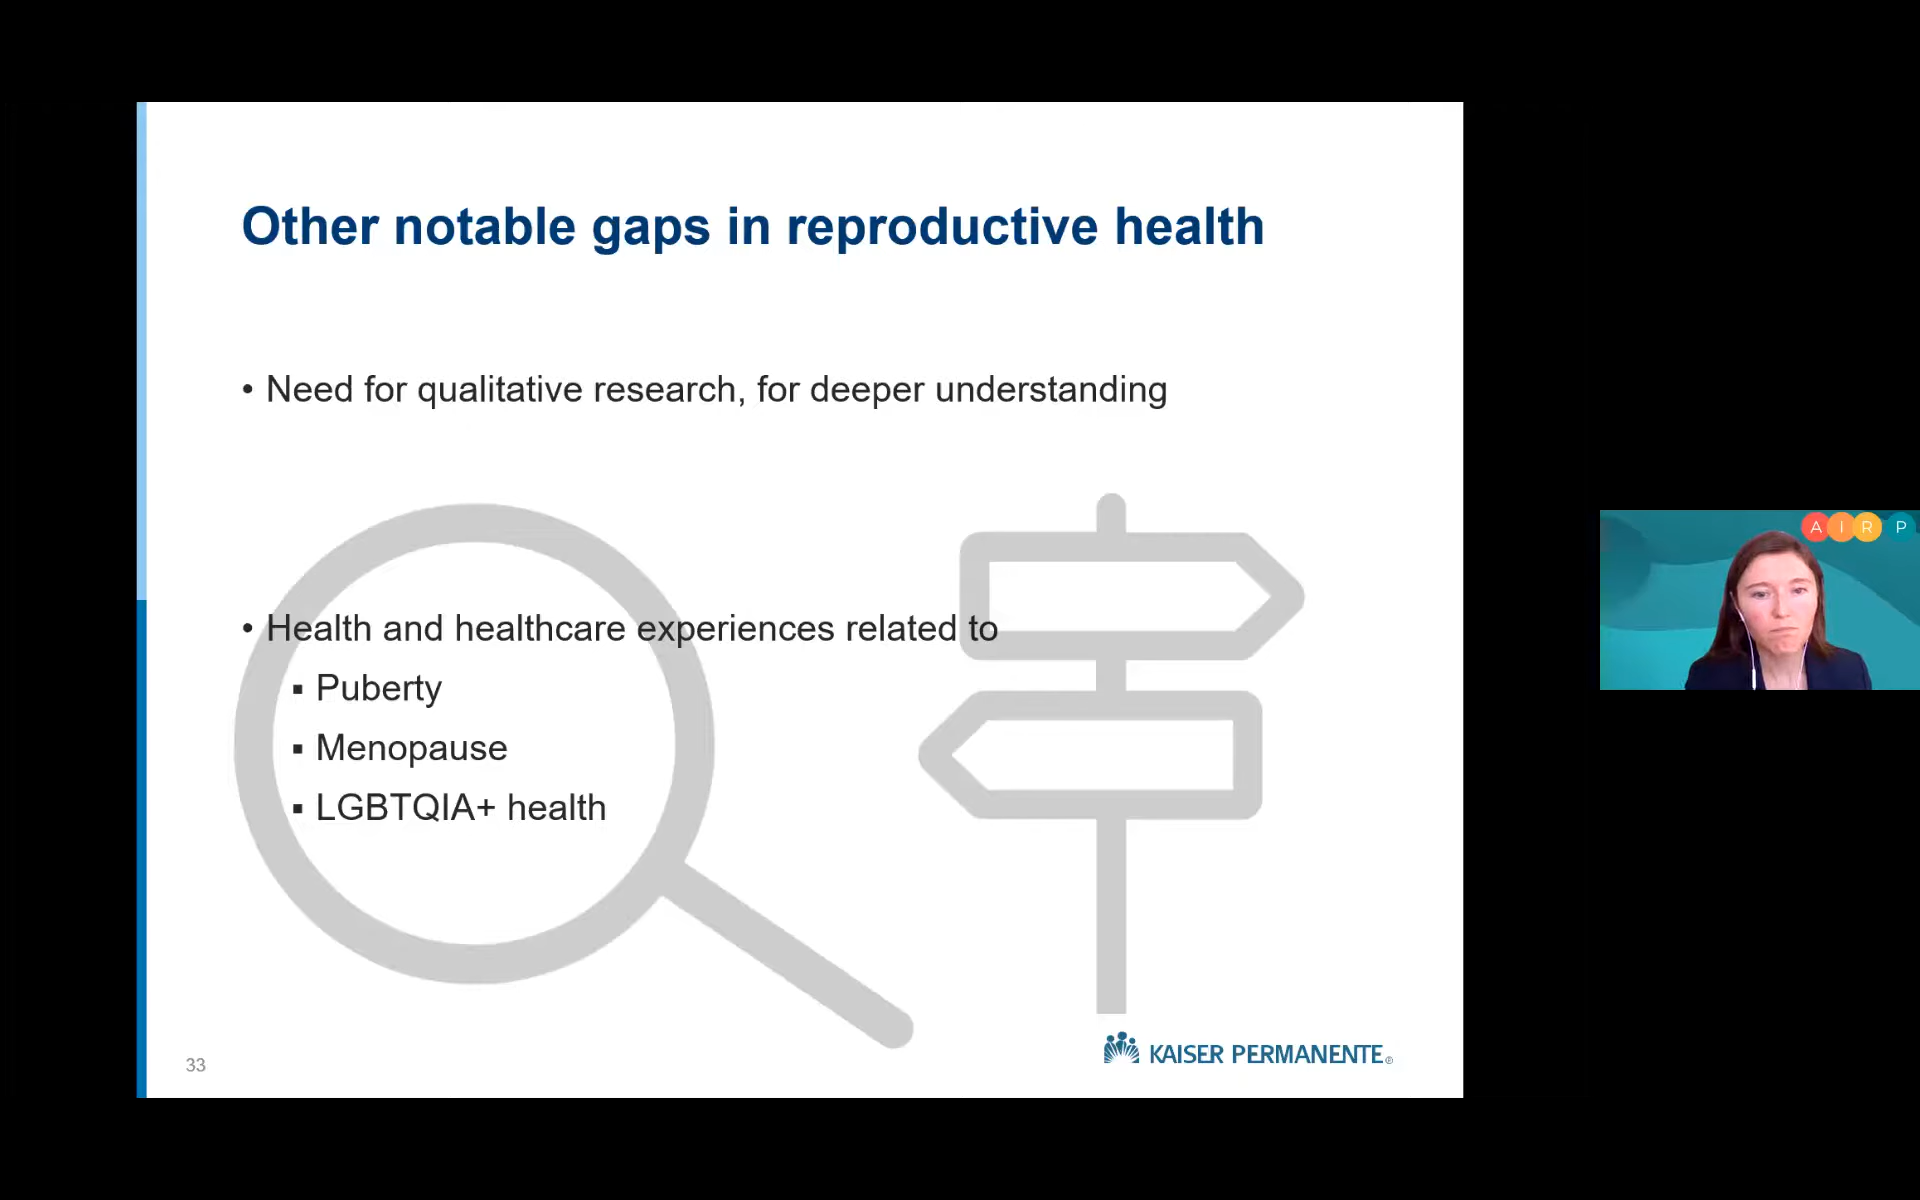 Other notable gaps in reproductive health
• Need for qualitative research, for deeper understanding
• Health and healthcare experiences related to
▪ Puberty
▪ Menopause
▪ LGBTQIA+ health
33
KAISER PERMANENTE®
A I R P